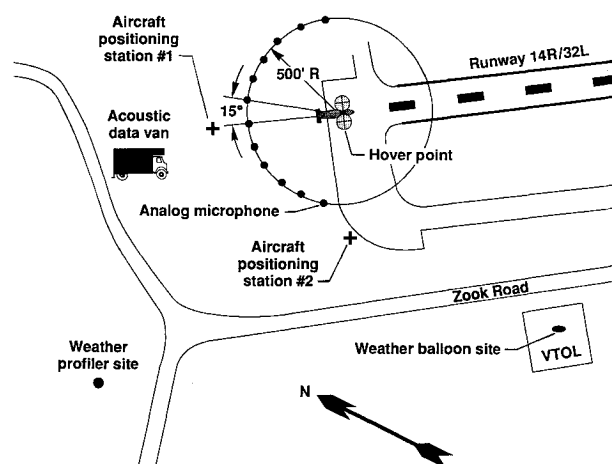 Aircraft
positioning
station #1
500' R
Runway 14R/32L
15°
Acoustic
data van
Hover point
Analog microphone
Aircraft
positioning
station #2
Zook Road
Weather
profiler site
Weather balloon site
VTOL
N